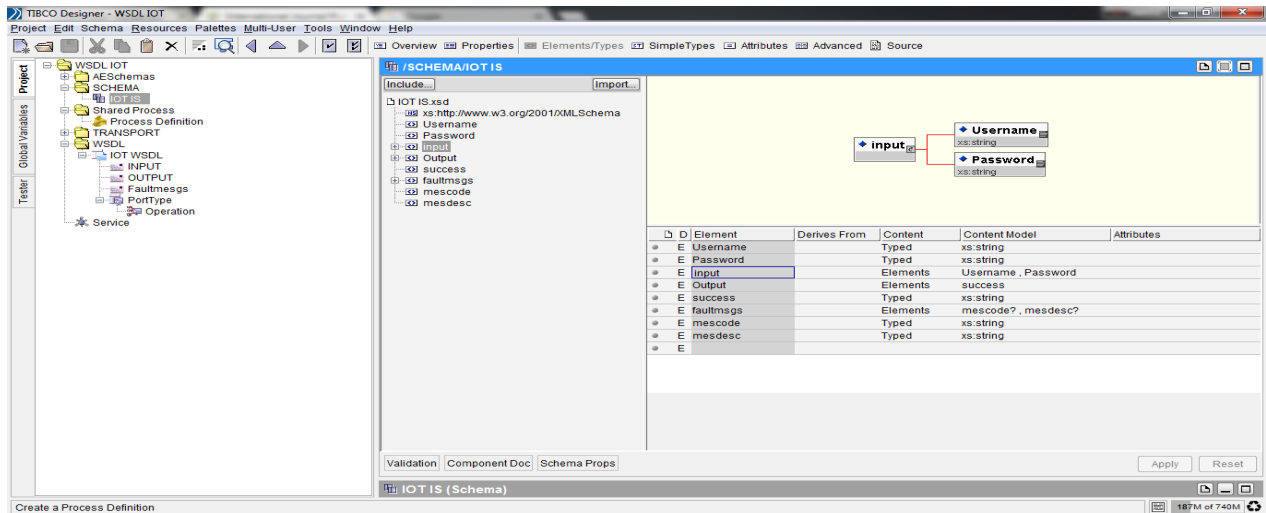 TIBCO Designer - WSDL IOT
Project Edit Schema Resources Palettes Multi-User Tools Window Help
Overview Properties Elements/Types SimpleTypes Attributes Advanced Source
Project
Global Variables
Tester
WSDL IOT
AESchemas
SCHEMA
IOT IS
Shared Process
Process Definition
TRANSPORT
WSDL
IOT WSDL
INPUT
OUTPUT
Faultmesgs
PortType
Operation
Service
/SCHEMA/IOT IS
Include... Import...
IOT IS.xsd
xs:http://www.w3.org/2001/XMLSchema
Username
Password
input
Output
success
faultmsgs
mescode
mesdesc
input
Username
xs:string
Password
xs:string
D Element Derives From Content Content Model Attributes
E Username Typed xs:string
E Password Typed xs:string
E input Elements Username , Password
E Output Elements success
E success Typed xs:string
E faultmsgs Elements mescode? , mesdesc?
E mescode Typed xs:string
E mesdesc Typed xs:string
E
Validation Component Doc Schema Props Apply Reset
IOT IS (Schema)
Create a Process Definition
187M of 740M